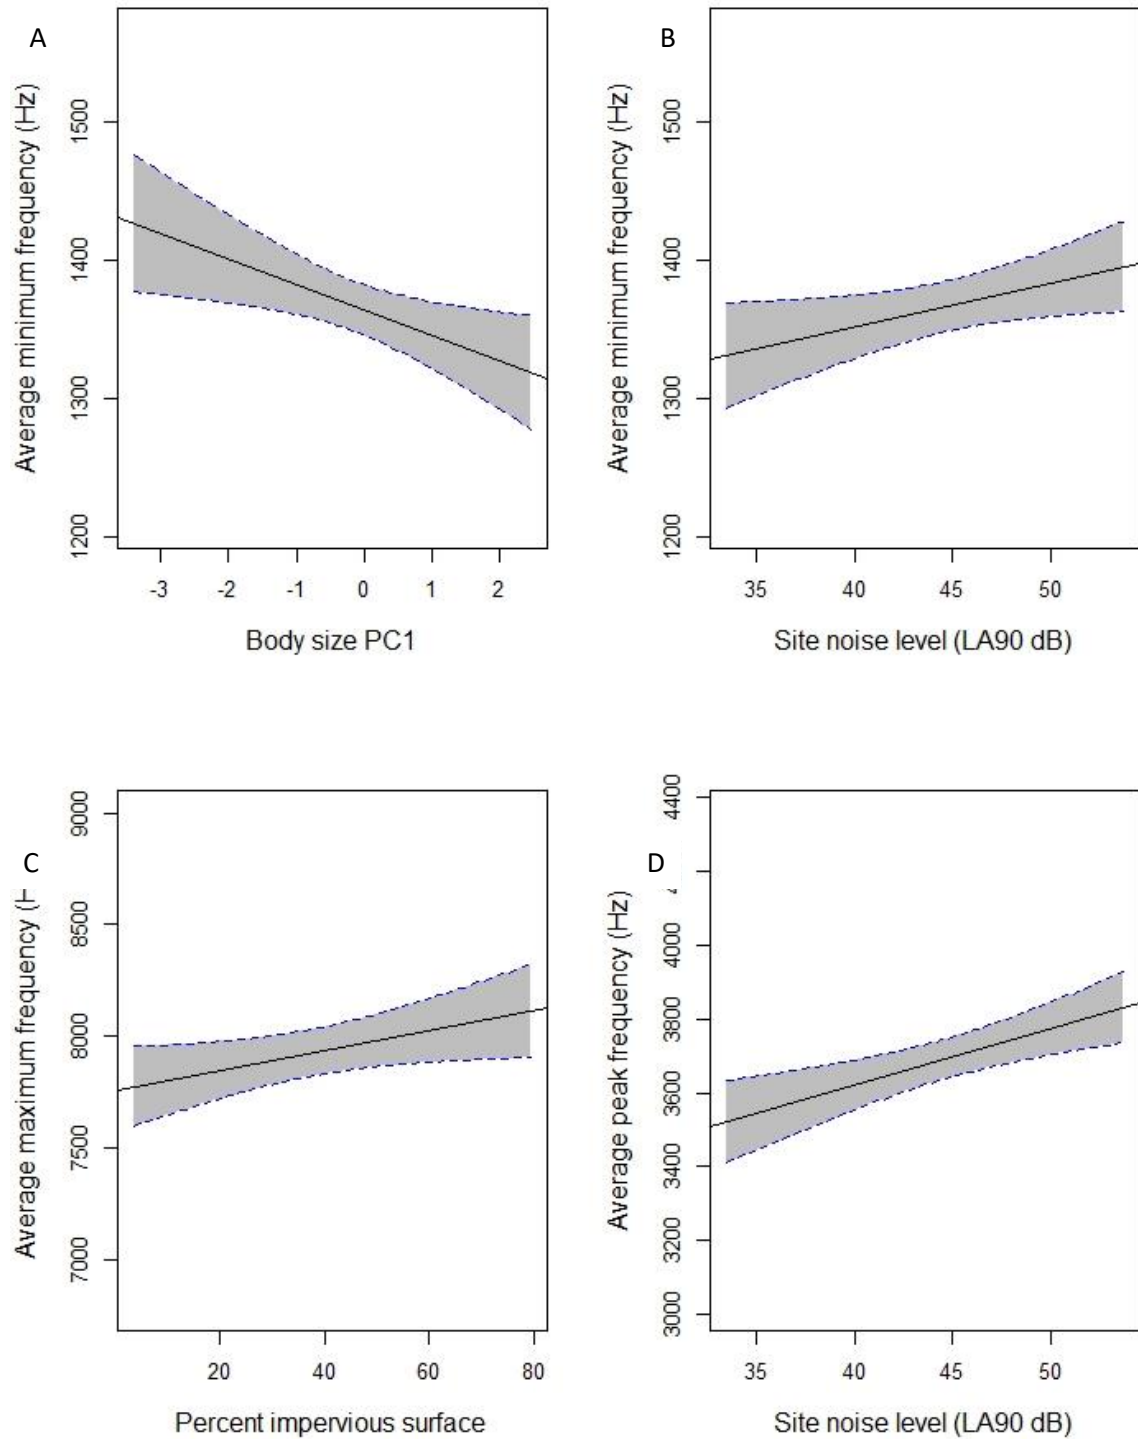 A
Average minimum frequency (Hz)
1500
1400
1300
1200
-3 -2 -1 0 1 2
Body size PC1
B
Average minimum frequency (Hz)
1500
1400
1300
1200
35 40 45 50
Site noise level (LA90 dB)
C
Average maximum frequency (
9000
8500
8000
7500
7000
20 40 60 80
Percent impervious surface
D
Average peak frequency (Hz)
4400
4000
3800
3600
3400
3200
3000
35 40 45 50
Site noise level (LA90 dB)